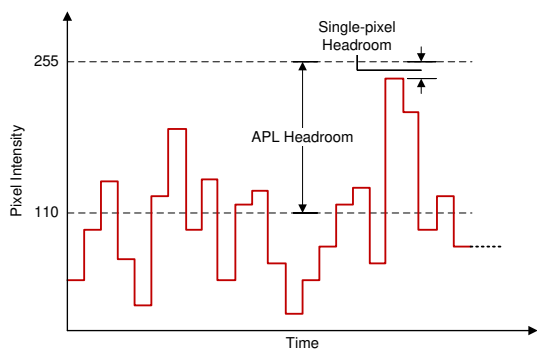 Single-pixel
Headroom
255
APL Headroom
Pixel Intensity
110
Time